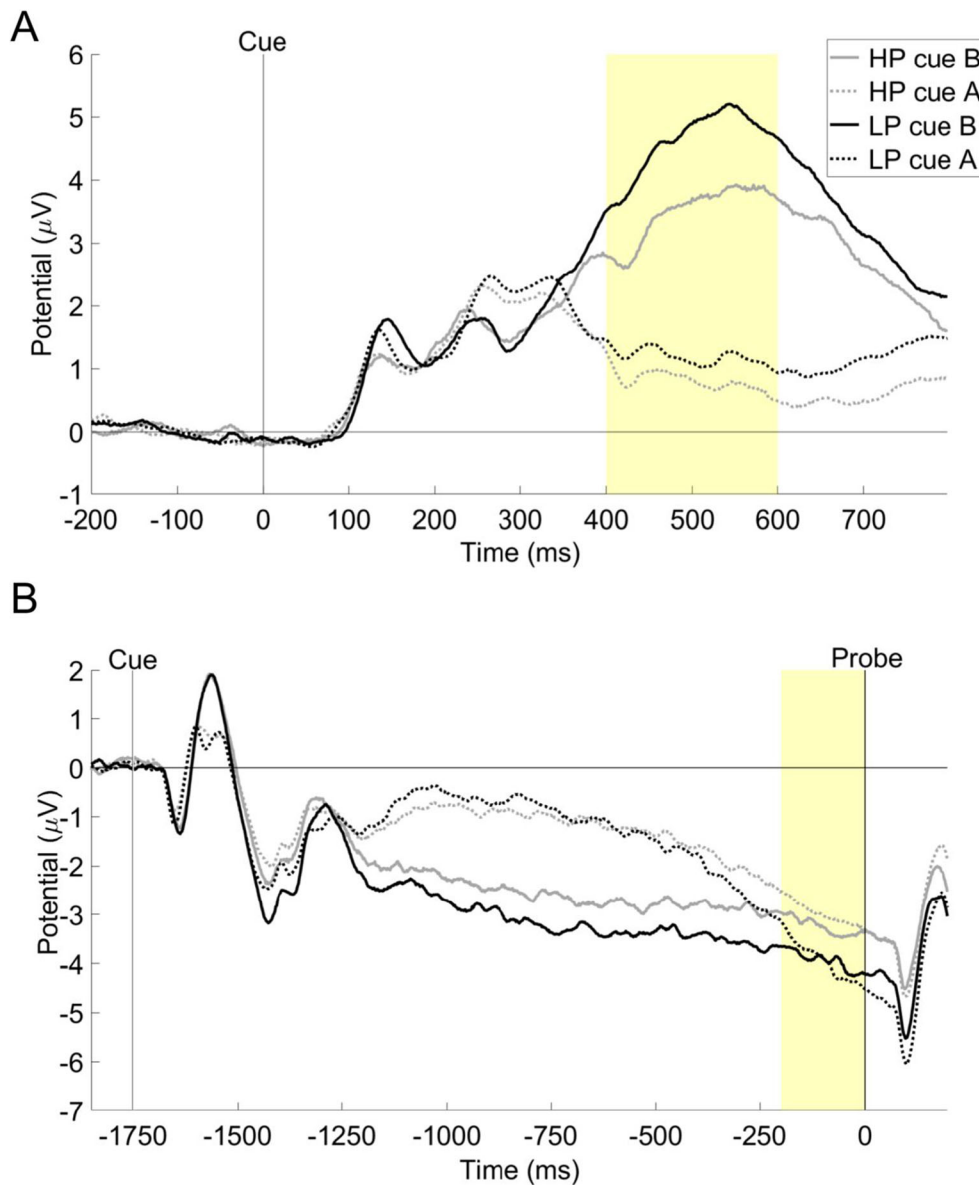 A
Cue
HP cue B
HP cue A
LP cue B
LP cue A
6
5
4
3
2
1
0
-1
Potential (μV)
-200 -100 0 100 200 300 400 500 600 700
Time (ms)
B
Cue Probe
2
1
0
-1
-2
-3
-4
-5
-6
-7
Potential (μV)
-1750 -1500 -1250 -1000 -750 -500 -250 0
Time (ms)